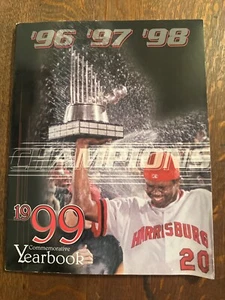 '96 '97 '98
CHAMPIONS
1999
Commemorative
Yearbook
HARRISBURG
20